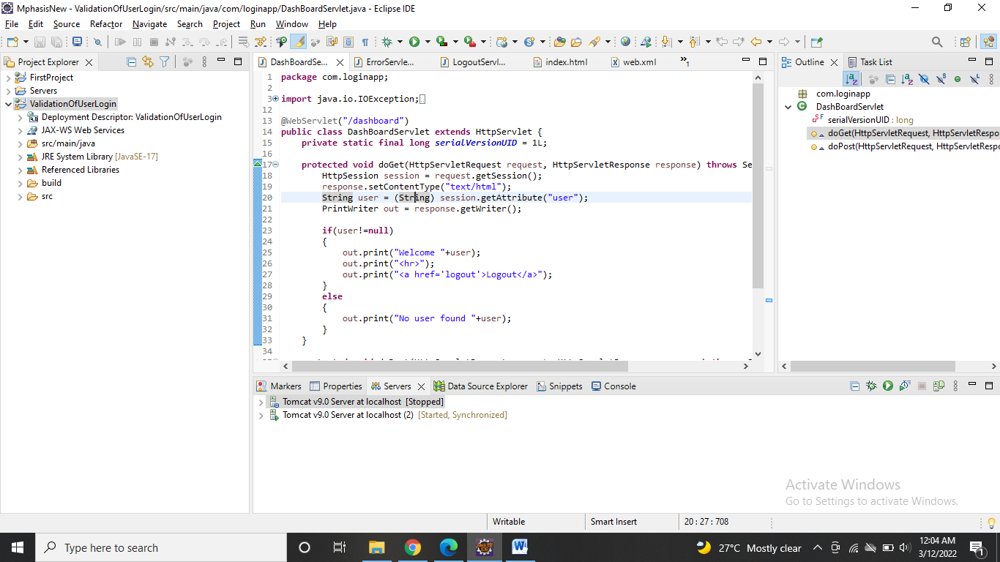 MphasisNew - ValidationOfUserLogin/src/main/java/com/loginapp/DashBoardServlet.java - Eclipse IDE
File Edit Source Refactor Navigate Search Project Run Window Help
Project Explorer
FirstProject
Servers
ValidationOfUserLogin
Deployment Descriptor: ValidationOfUserLogin
JAX-WS Web Services
src/main/java
JRE System Library [JavaSE-17]
Referenced Libraries
build
src
DashBoardSe... ErrorServle... LogoutServl... index.html web.xml »1
1 package com.loginapp;
2
3 import java.io.IOException;
12
13 @WebServlet("/dashboard")
14 public class DashBoardServlet extends HttpServlet {
15 private static final long serialVersionUID = 1L;
16
17 protected void doGet(HttpServletRequest request, HttpServletResponse response) throws Se
18 HttpSession session = request.getSession();
19 response.setContentType("text/html");
20 String user = (String) session.getAttribute("user");
21 PrintWriter out = response.getWriter();
22
23 if(user!=null)
24 {
25 out.print("Welcome "+user);
26 out.print("<hr>");
27 out.print("<a href='logout'>Logout</a>");
28 }
29 else
30 {
31 out.print("No user found "+user);
32 }
33 }
34
Outline Task List
com.loginapp
DashBoardServlet
serialVersionUID : long
doGet(HttpServletRequest, HttpServletRespo
doPost(HttpServletRequest, HttpServletRespo
Markers Properties Servers Data Source Explorer Snippets Console
Tomcat v9.0 Server at localhost [Stopped]
Tomcat v9.0 Server at localhost (2) [Started, Synchronized]
Activate Windows
Go to Settings to activate Windows.
Writable Smart Insert 20 : 27 : 708
Type here to search
27°C Mostly clear
12:04 AM
3/12/2022
1